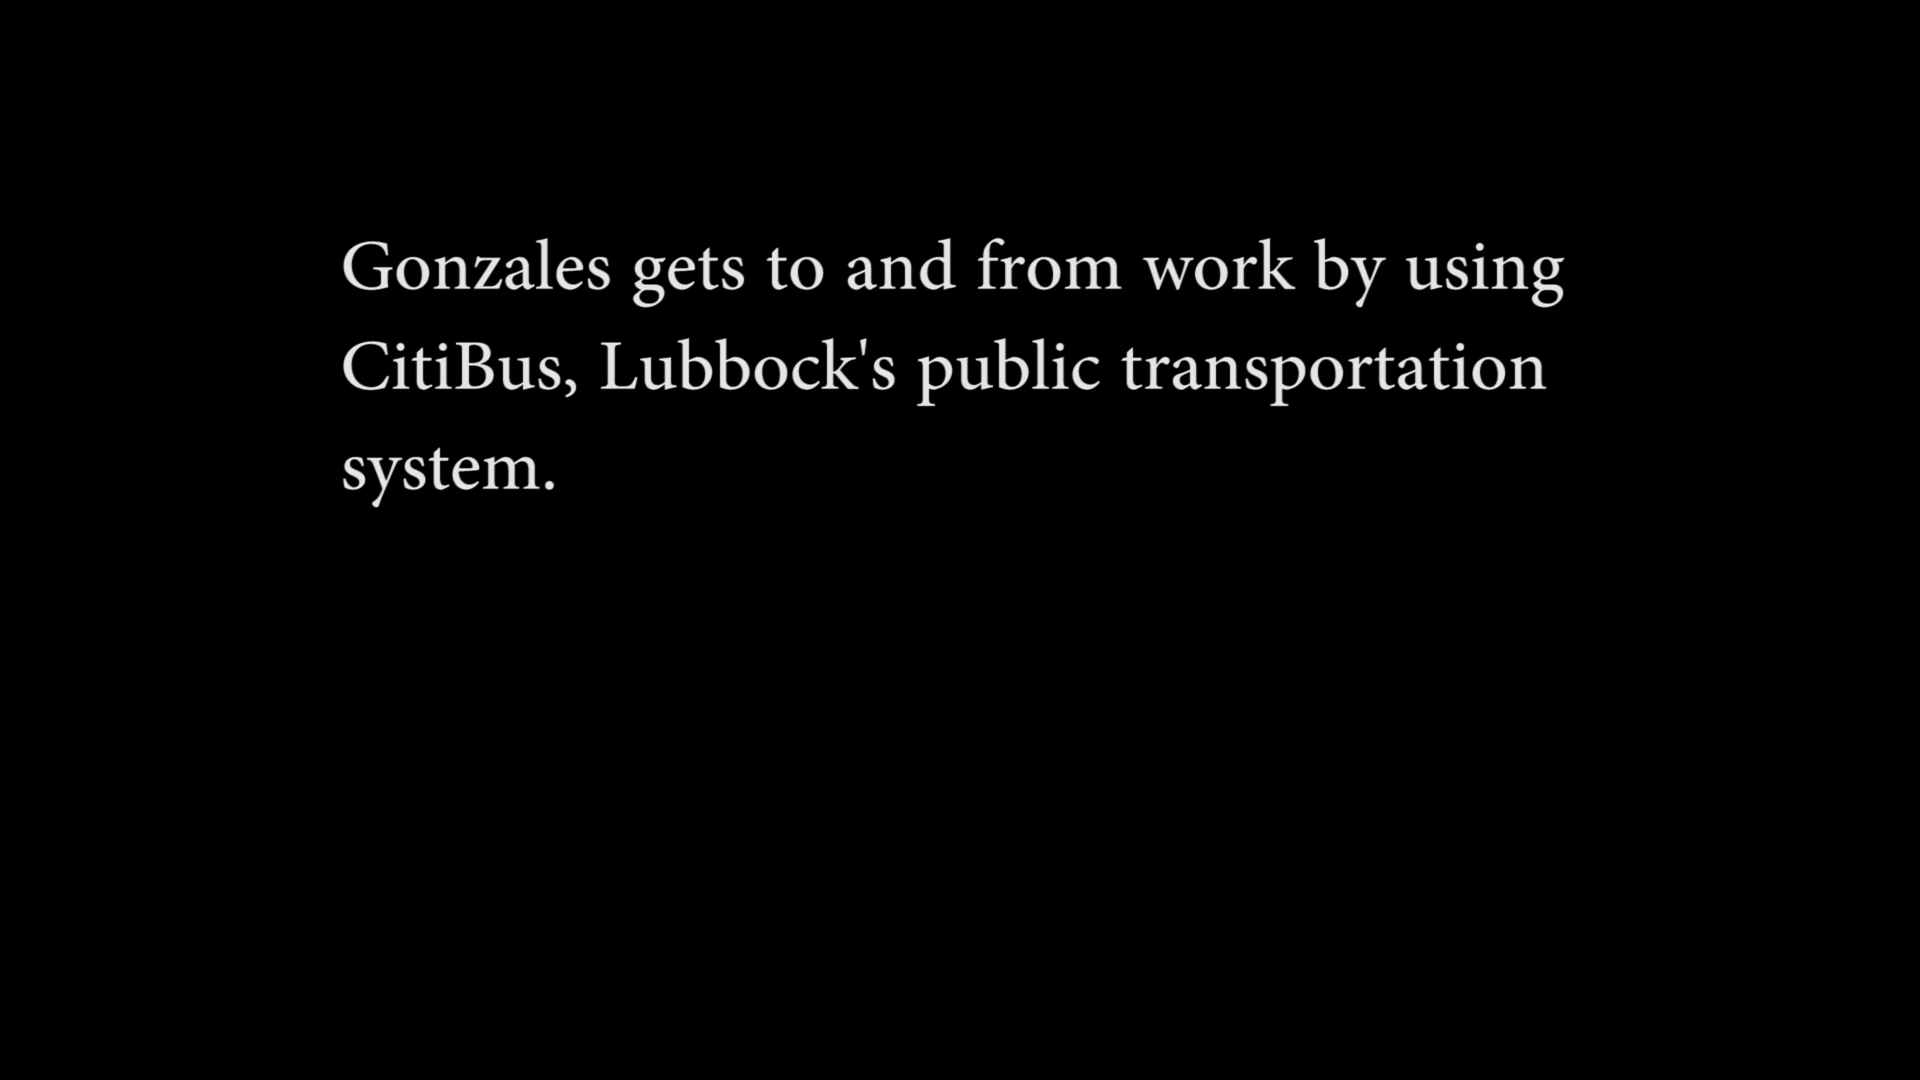 Gonzales gets to and from work by using
CitiBus, Lubbock's public transportation
system.